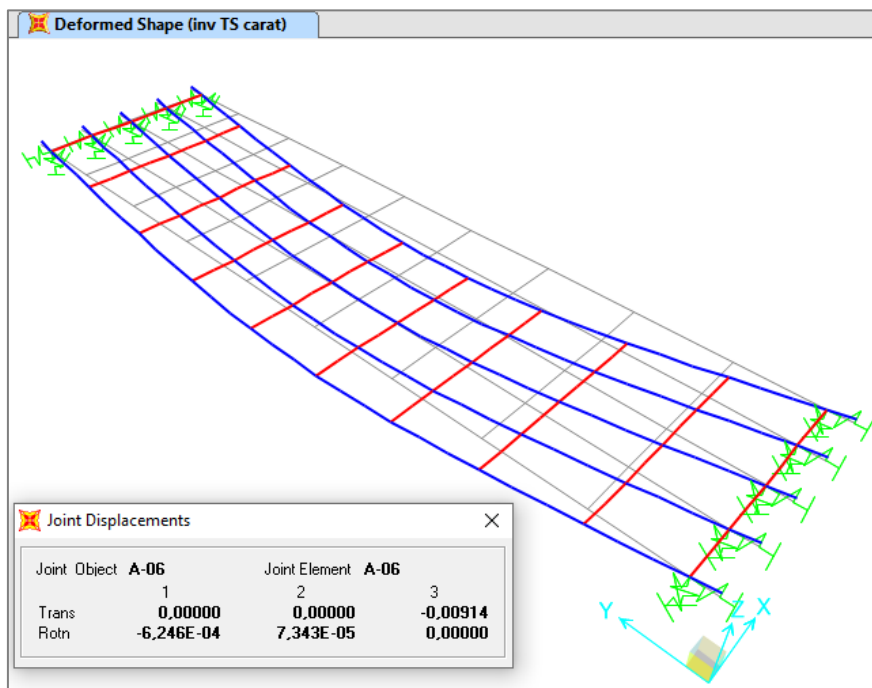 Deformed Shape (inv TS carat)
Joint Displacements
Joint Object A-06 Joint Element A-06
1 2 3
Trans 0,00000 0,00000 -0,00914
Rotn -6,246E-04 7,343E-05 0,00000
Y Z X